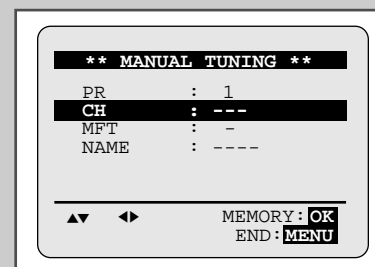 ** MANUAL TUNING **
PR : 1
CH : ---
MFT : -
NAME : ----
▲▼ ◀▶ MEMORY: OK
END: MENU